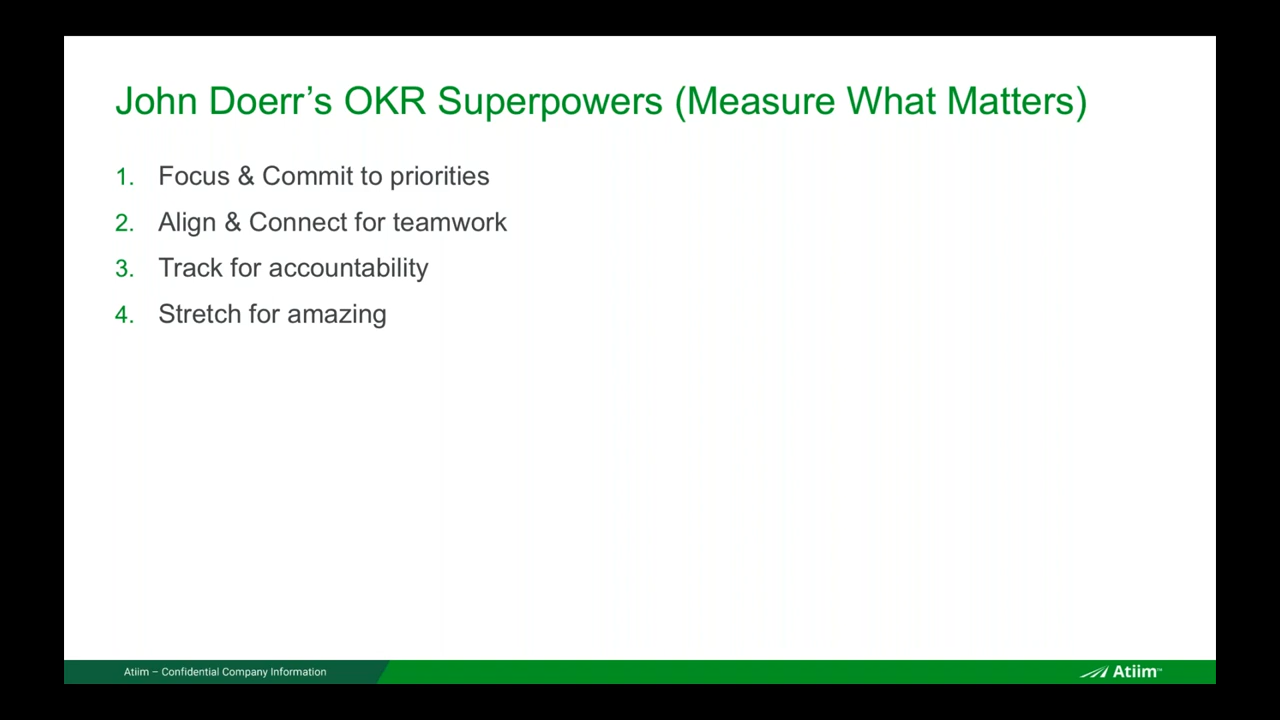 John Doerr’s OKR Superpowers (Measure What Matters)
1. Focus & Commit to priorities
2. Align & Connect for teamwork
3. Track for accountability
4. Stretch for amazing
Atiim – Confidential Company Information
Atiim™